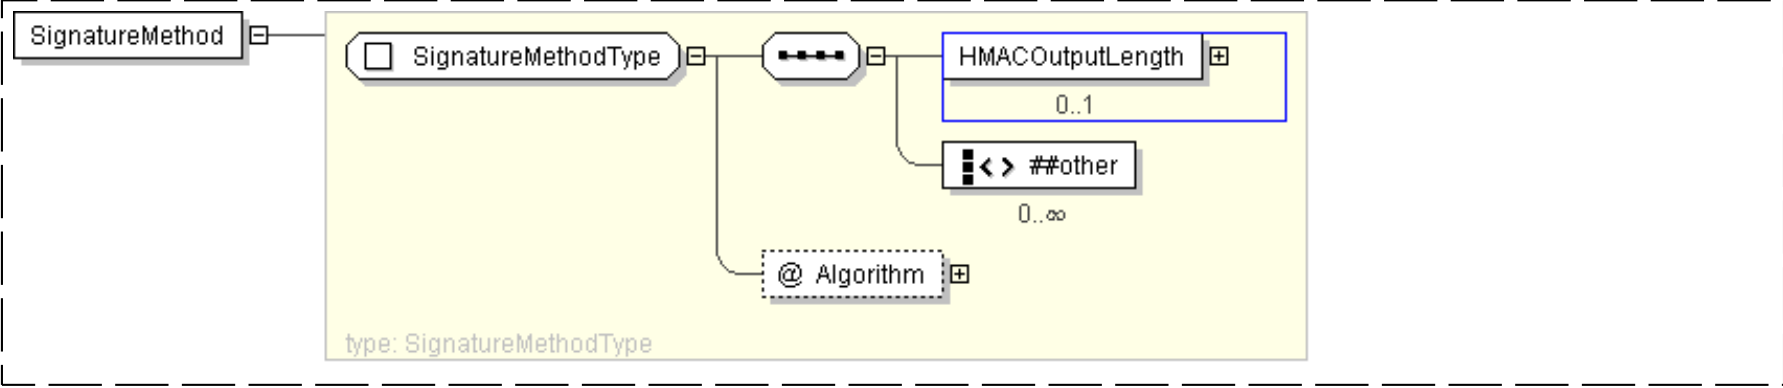 SignatureMethod
SignatureMethodType
HMACOutputLength
0..1
##other
0..∞
@ Algorithm
type: SignatureMethodType